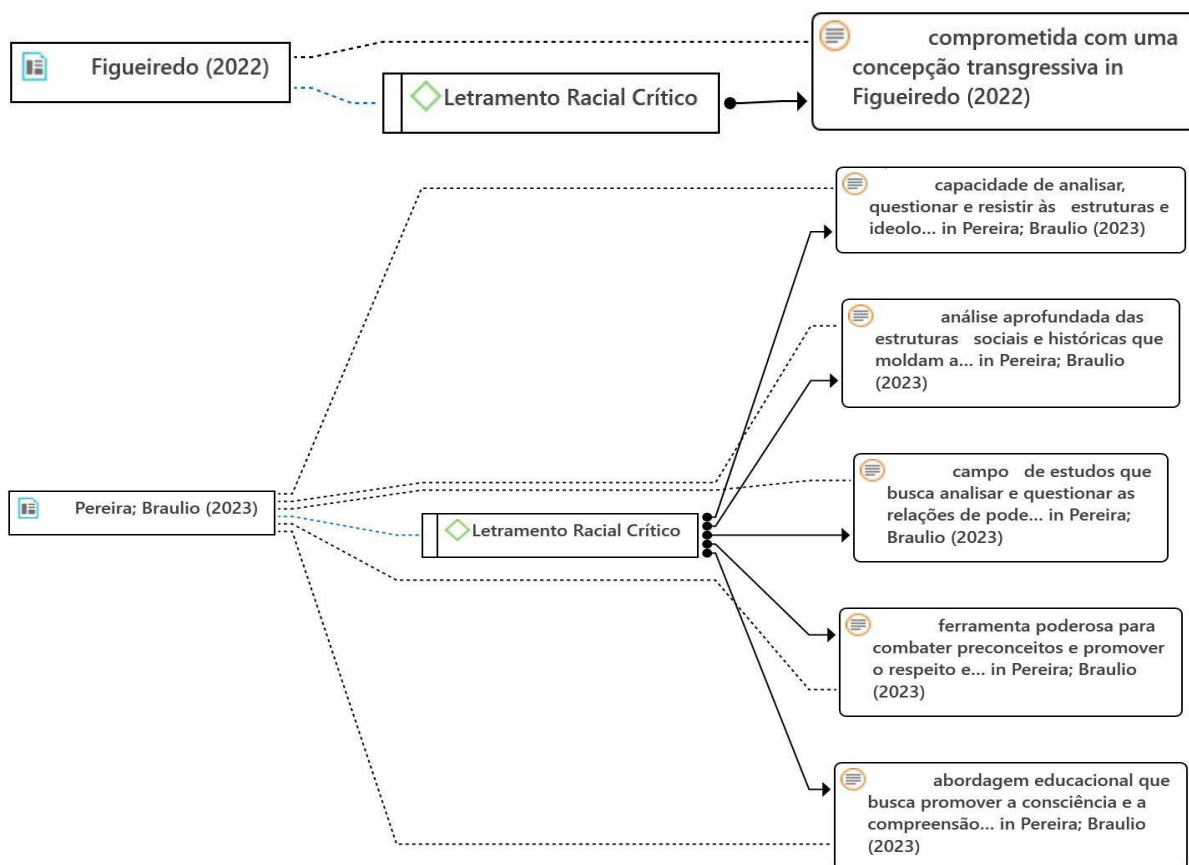 Figueiredo (2022)
Letramento Racial Crítico
comprometida com uma
concepção transgressiva in
Figueiredo (2022)
capacidade de analisar,
questionar e resistir às estruturas e
ideolo... in Pereira; Braulio (2023)
análise aprofundada das
estruturas sociais e históricas que
moldam a... in Pereira; Braulio
(2023)
Pereira; Braulio (2023)
Letramento Racial Crítico
campo de estudos que
busca analisar e questionar as
relações de pode... in Pereira;
Braulio (2023)
ferramenta poderosa para
combater preconceitos e promover
o respeito e... in Pereira; Braulio
(2023)
abordagem educacional que
busca promover a consciência e a
compreensão... in Pereira; Braulio
(2023)